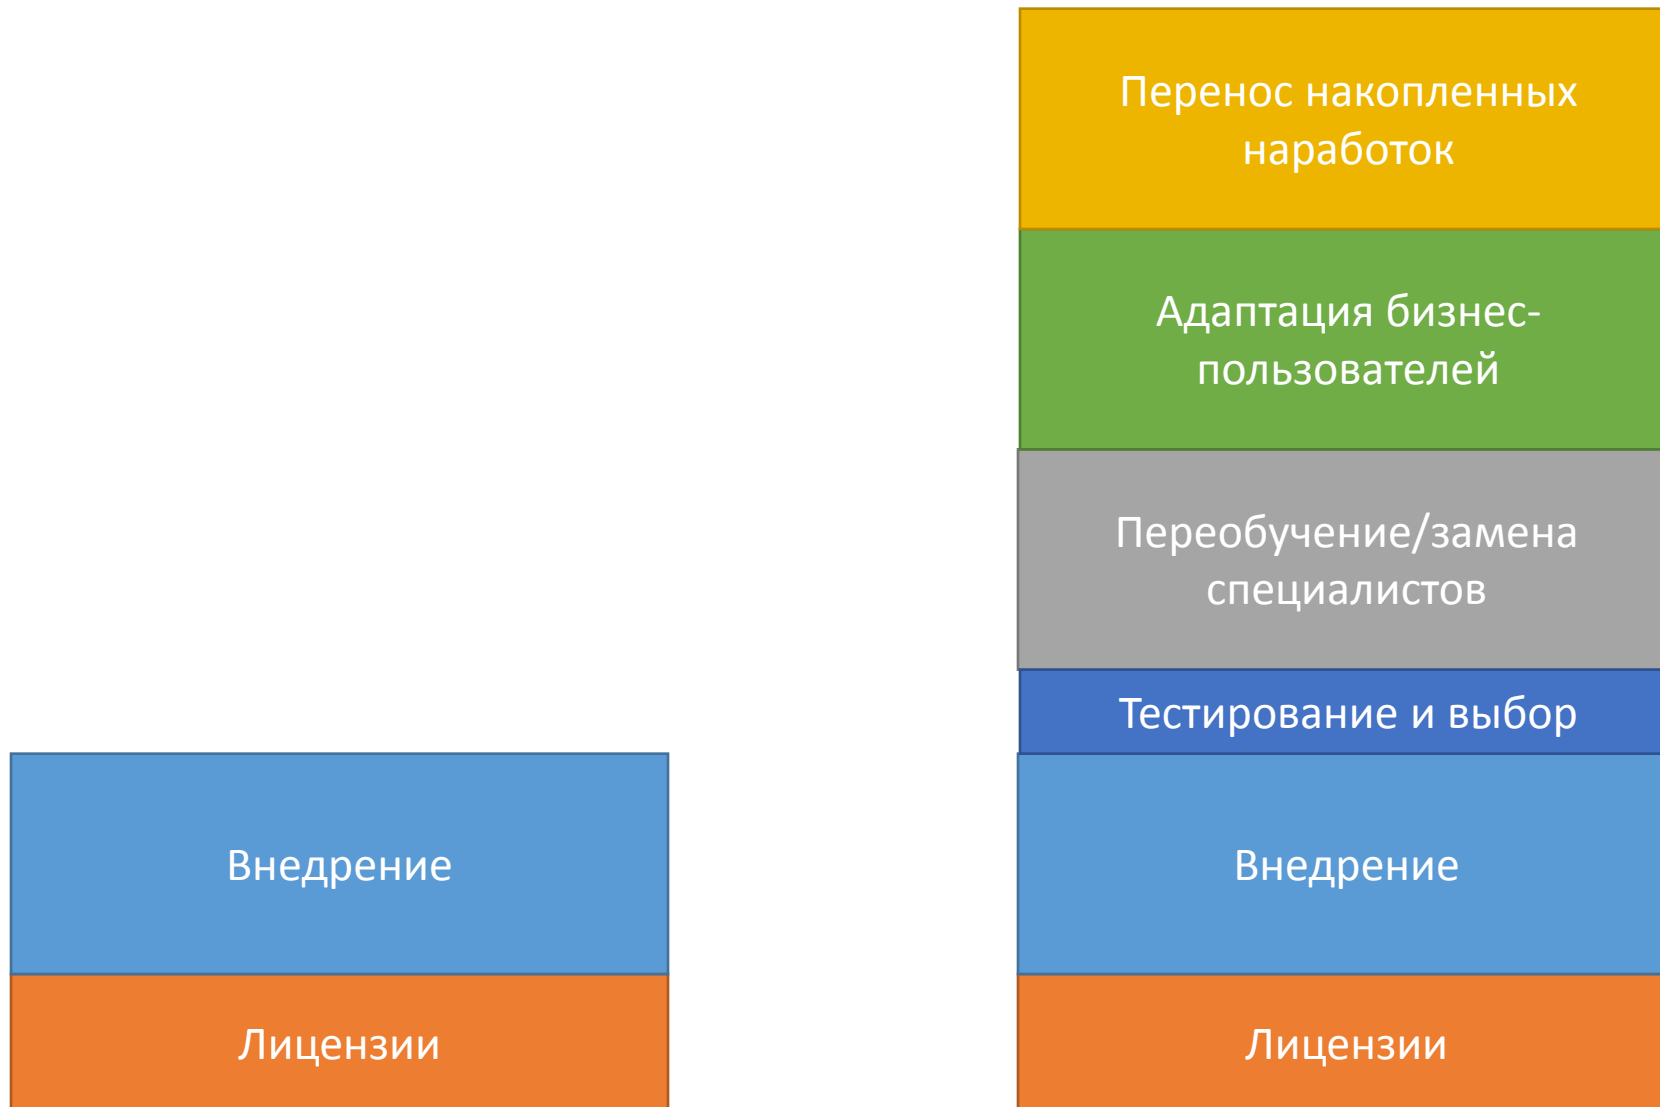 Внедрение
Лицензии
Перенос накопленных
наработок
Адаптация бизнес-
пользователей
Переобучение/замена
специалистов
Тестирование и выбор
Внедрение
Лицензии